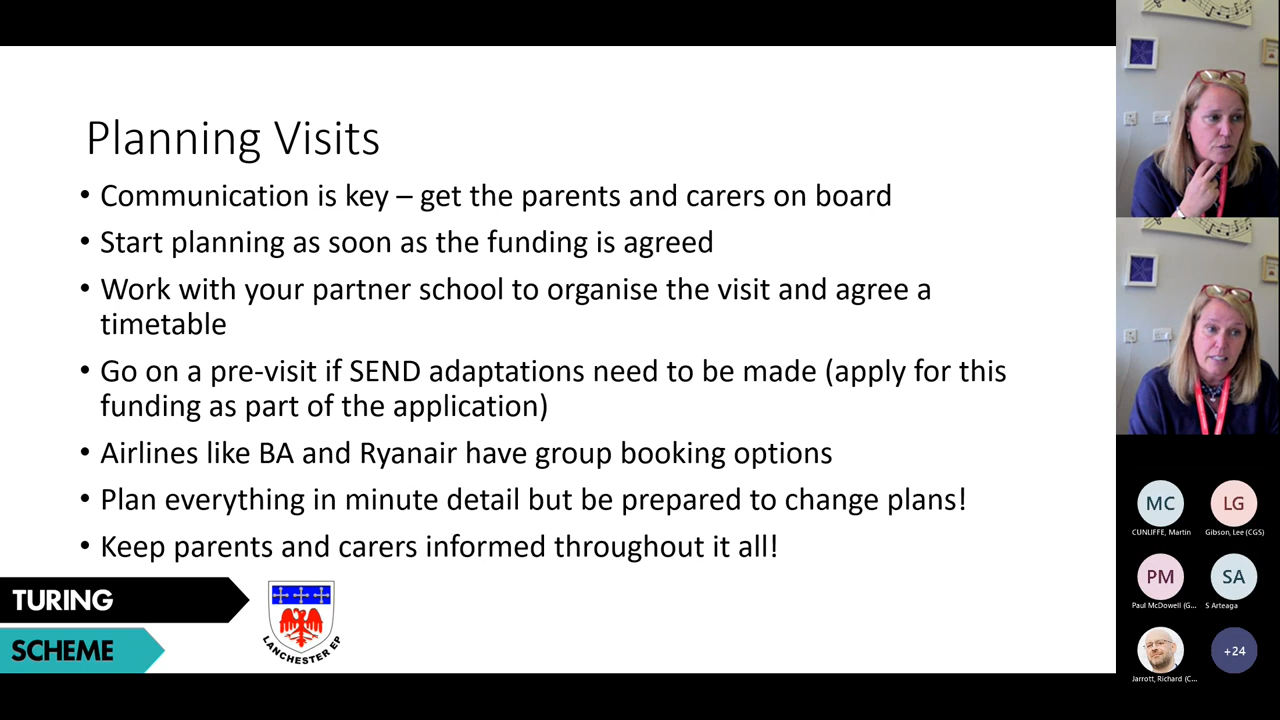 Planning Visits
• Communication is key – get the parents and carers on board
• Start planning as soon as the funding is agreed
• Work with your partner school to organise the visit and agree a
timetable
• Go on a pre-visit if SEND adaptations need to be made (apply for this
funding as part of the application)
• Airlines like BA and Ryanair have group booking options
• Plan everything in minute detail but be prepared to change plans!
• Keep parents and carers informed throughout it all!
TURING
SCHEME
LANCHESTER EP
MC
LG
CUNLIFFE, Martin
Gibson, Lee (CGS)
PM
SA
Paul McDowell (G...
S Arteaga
+24
Jarrott, Richard (C...